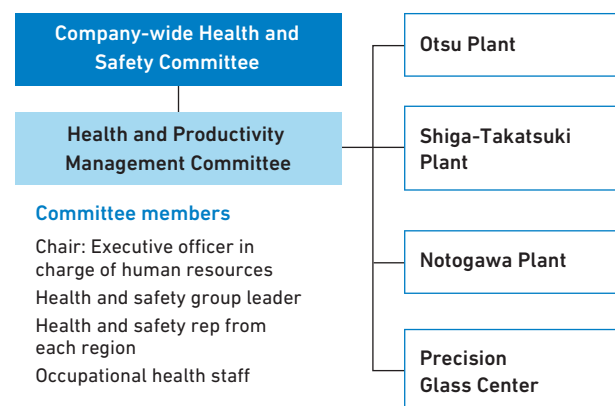 Company-wide Health and
Safety Committee
Health and Productivity
Management Committee
Committee members
Chair: Executive officer in
charge of human resources
Health and safety group leader
Health and safety rep from
each region
Occupational health staff
Otsu Plant
Shiga-Takatsuki
Plant
Notogawa Plant
Precision
Glass Center